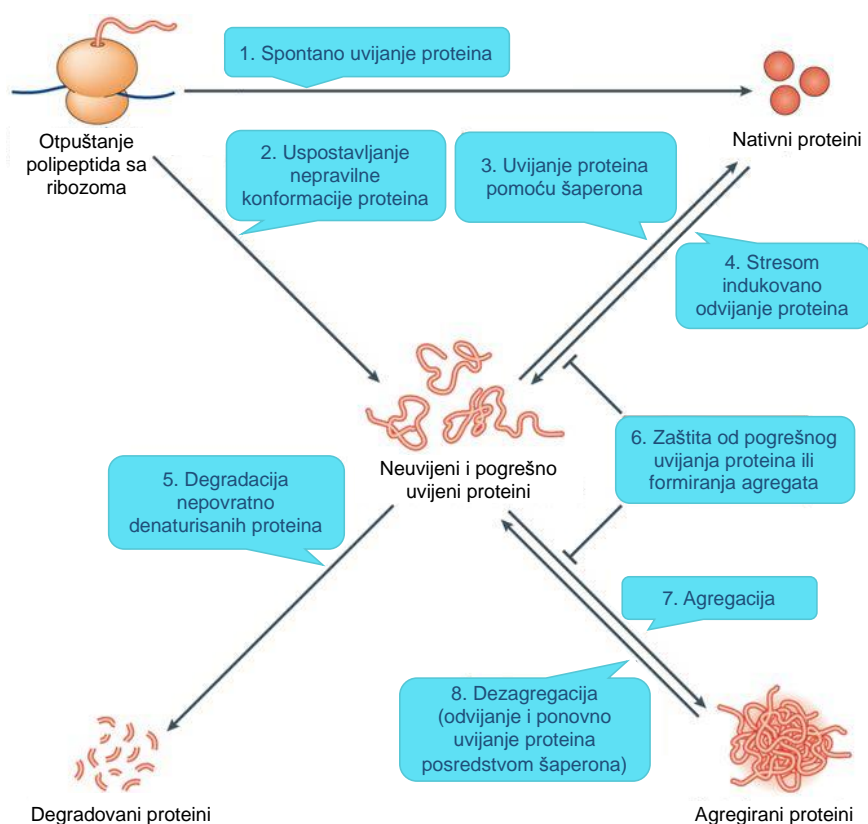 1. Spontano uvijanje proteina
Otpuštanje
polipeptida sa
ribozoma
Nativni proteini
2. Uspostavljanje
nepravilne
konformacije proteina
3. Uvijanje proteina
pomoću šaperona
4. Stresom
indukovano
odvijanje proteina
Neuvijeni i pogrešno
uvijeni proteini
6. Zaštita od pogrešnog
uvijanja proteina ili
formiranja agregata
5. Degradacija
nepovratno
denaturisanih proteina
7. Agregacija
8. Dezagregacija
(odvijanje i ponovno
uvijanje proteina
posredstvom šaperona)
Degradovani proteini
Agregirani proteini